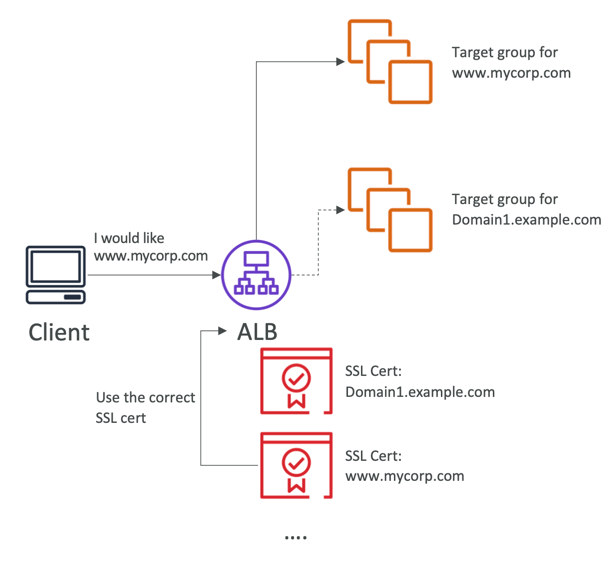 Target group for
www.mycorp.com
Target group for
Domain1.example.com
I would like
www.mycorp.com
Client
ALB
SSL Cert:
Domain1.example.com
Use the correct
SSL cert
SSL Cert:
www.mycorp.com
....